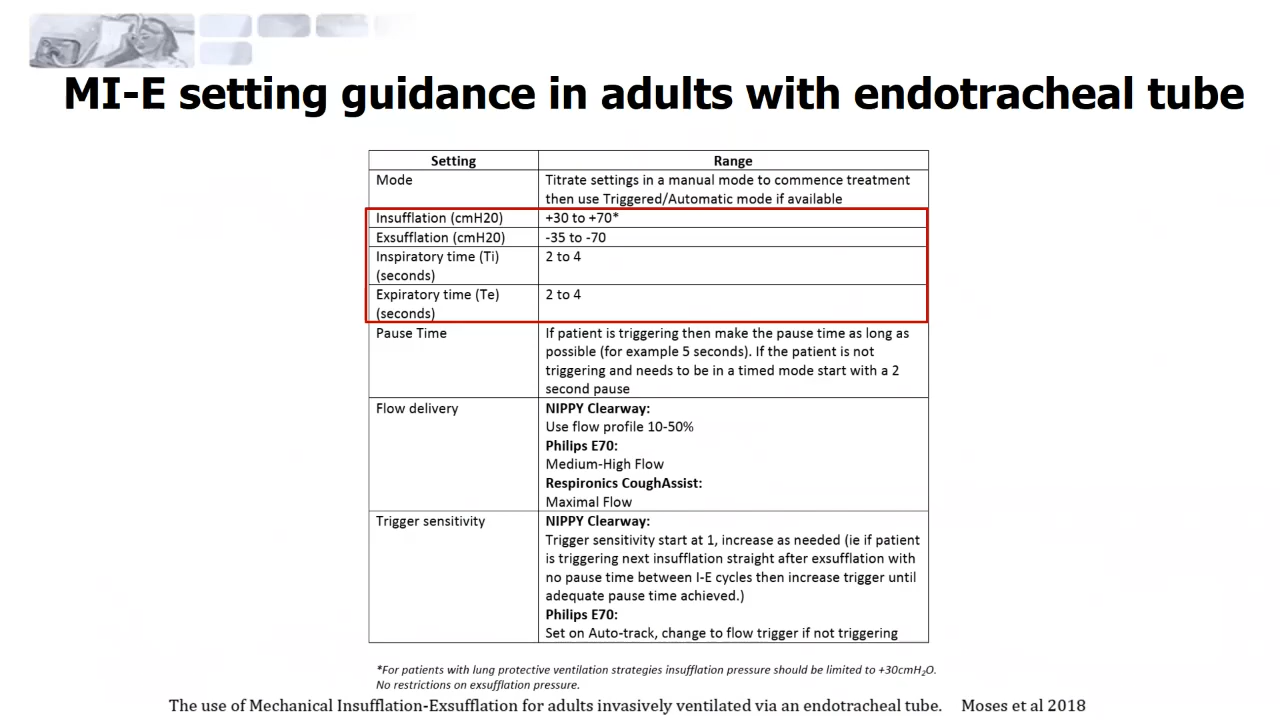 MI-E setting guidance in adults with endotracheal tube
Setting Range
Mode Titrate settings in a manual mode to commence treatment
then use Triggered/Automatic mode if available
Insufflation (cmH20) +30 to +70*
Exsufflation (cmH20) -35 to -70
Inspiratory time (Ti) 2 to 4
(seconds)
Expiratory time (Te) 2 to 4
(seconds)
Pause Time If patient is triggering then make the pause time as long as
possible (for example 5 seconds). If the patient is not
triggering and needs to be in a timed mode start with a 2
second pause
Flow delivery NIPPY Clearway:
Use flow profile 10-50%
Philips E70:
Medium-High Flow
Respironics CoughAssist:
Maximal Flow
Trigger sensitivity NIPPY Clearway:
Trigger sensitivity start at 1, increase as needed (ie if patient
is triggering next insufflation straight after exsufflation with
no pause time between I-E cycles then increase trigger until
adequate pause time achieved.)
Philips E70:
Set on Auto-track, change to flow trigger if not triggering
*For patients with lung protective ventilation strategies insufflation pressure should be limited to +30cmH₂O.
No restrictions on exsufflation pressure.
The use of Mechanical Insufflation-Exsufflation for adults invasively ventilated via an endotracheal tube. Moses et al 2018